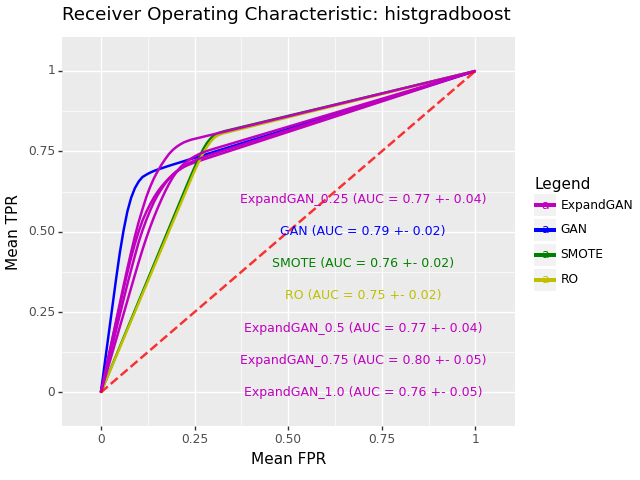 Receiver Operating Characteristic: histgradboost
Mean TPR
1
0.75
0.50
0.25
0
ExpandGAN_0.25 (AUC = 0.77 +- 0.04)
GAN (AUC = 0.79 +- 0.02)
SMOTE (AUC = 0.76 +- 0.02)
RO (AUC = 0.75 +- 0.02)
ExpandGAN_0.5 (AUC = 0.77 +- 0.04)
ExpandGAN_0.75 (AUC = 0.80 +- 0.05)
ExpandGAN_1.0 (AUC = 0.76 +- 0.05)
0 0.25 0.50 0.75 1
Mean FPR
Legend
a ExpandGAN
a GAN
a SMOTE
a RO